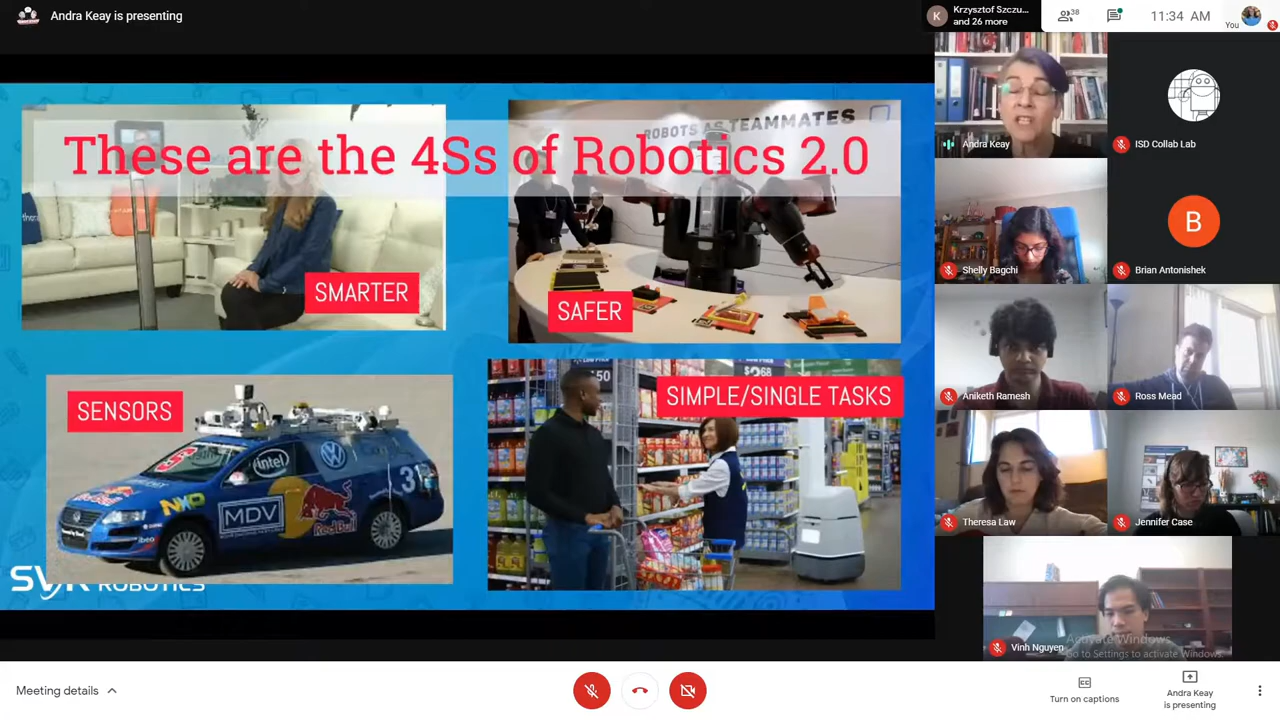 Andra Keay is presenting
Krzysztof Szczu...
and 26 more
38
11:34 AM
You
These are the 4Ss of Robotics 2.0
ROBOTS AS TEAMMATES
SMARTER
SAFER
SENSORS
SIMPLE/SINGLE TASKS
intel
NXP
MDV
RedBull
3
SVR ROBOTICS
Andra Keay
ISD Collab Lab
Shelly Bagchi
B
Brian Antonishek
Aniketh Ramesh
Ross Mead
Theresa Law
Jennifer Case
Vinh Nguyen
Activate Windows
Go to Settings to activate Windows.
K
Meeting details
Turn on captions
Andra Keay
is presenting